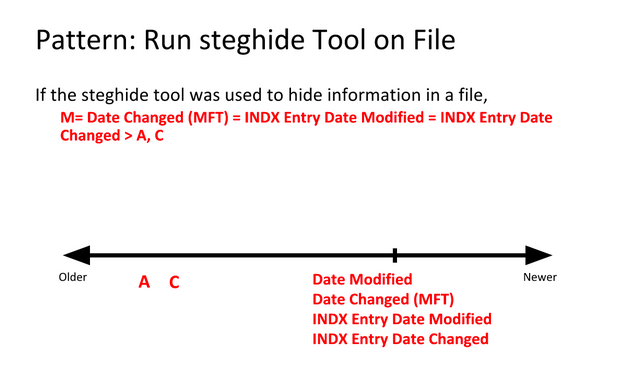 Pattern: Run steghide Tool on File
If the steghide tool was used to hide information in a file,
M= Date Changed (MFT) = INDX Entry Date Modified = INDX Entry Date
Changed > A, C
Older
A C
Newer
Date Modified
Date Changed (MFT)
INDX Entry Date Modified
INDX Entry Date Changed